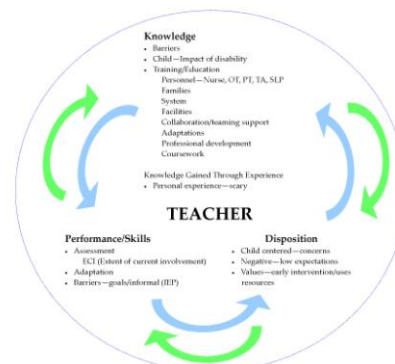 Knowledge
• Barriers
• Child—Impact of disability
• Training/Education
Personnel—Nurse, OT, PT, TA, SLP
Families
System
Facilities
Collaboration/teaming support
Adaptations
Professional development
Coursework
Knowledge Gained Through Experience
• Personal experience—scary
TEACHER
Performance/Skills
• Assessment
ECI (Extent of current involvement)
• Adaptation
• Barriers—goals/informal (IEP)
Disposition
• Child centered—concerns
• Negative—low expectations
• Values—early intervention/uses
resources